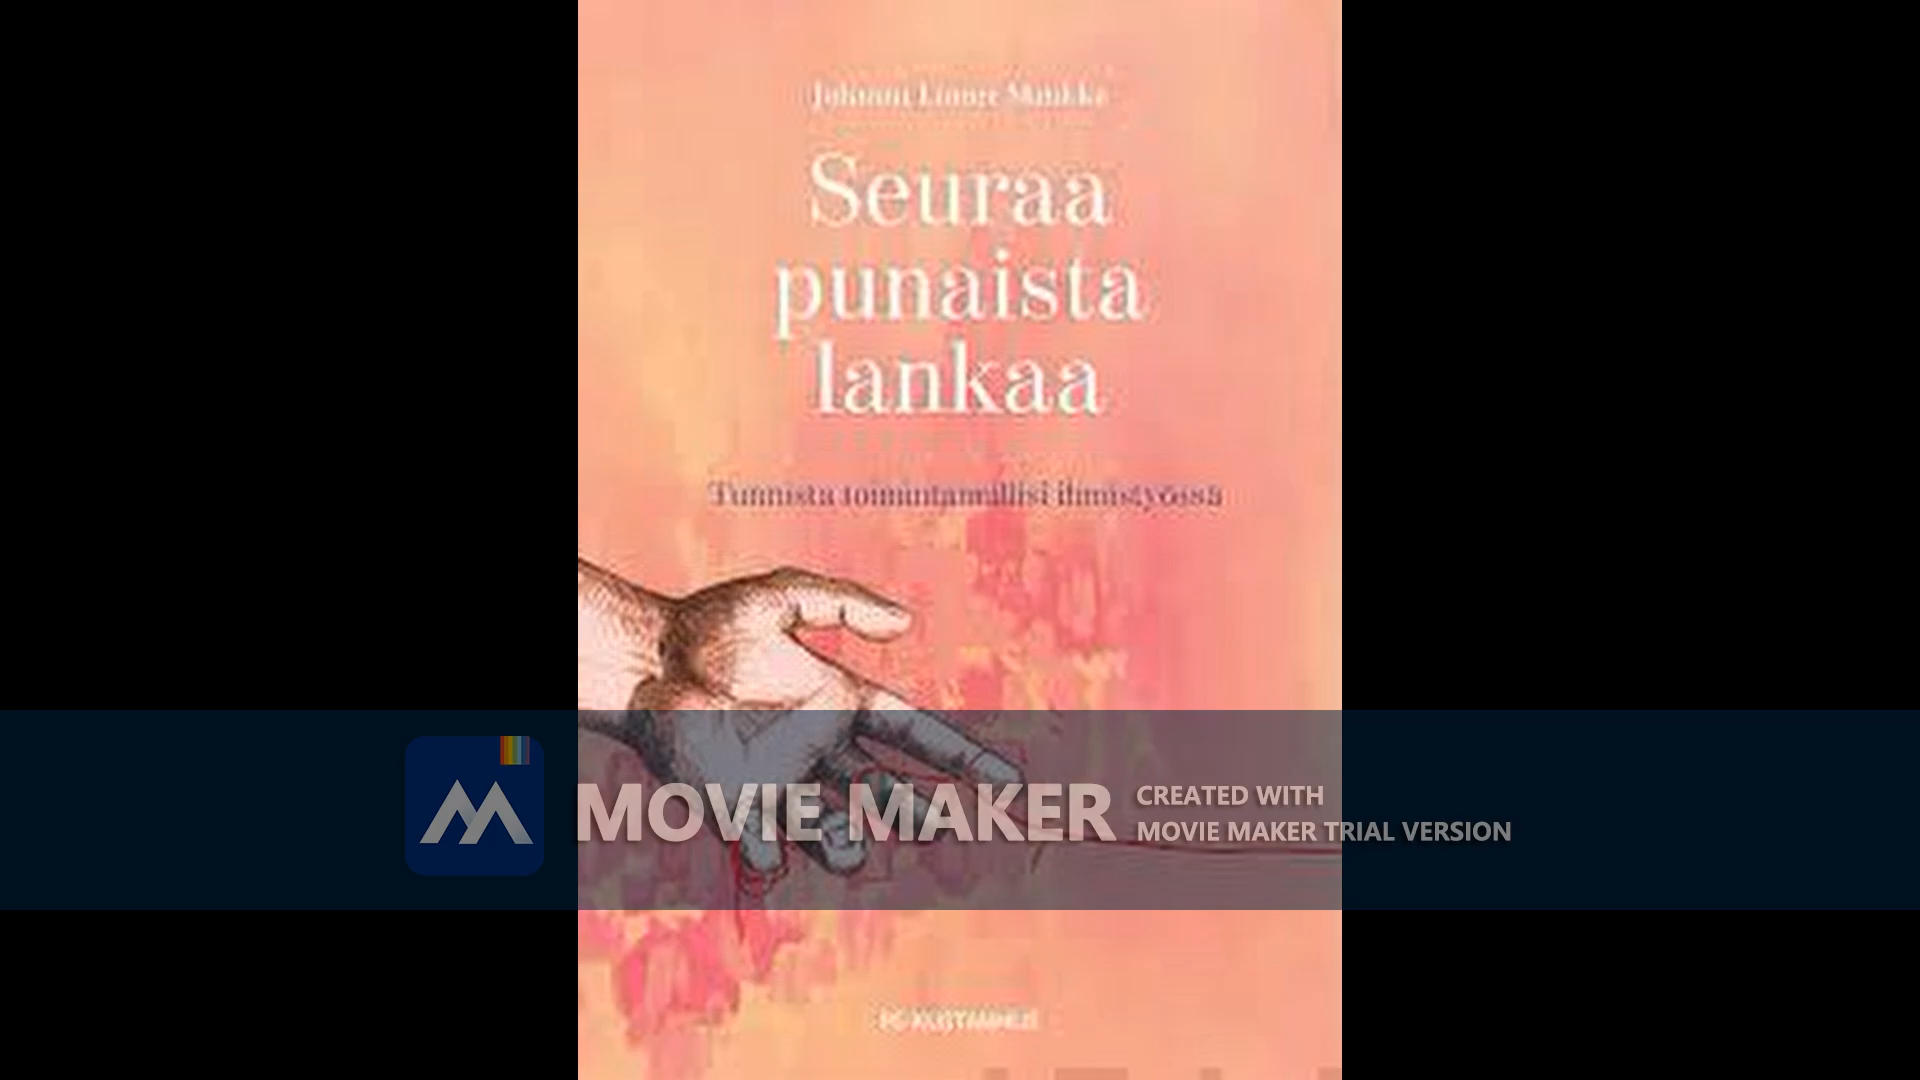 Seuraa
punaista
lankaa
Tunnista toimintamallisi ihmistyössä
MOVIE MAKER
CREATED WITH
MOVIE MAKER TRIAL VERSION